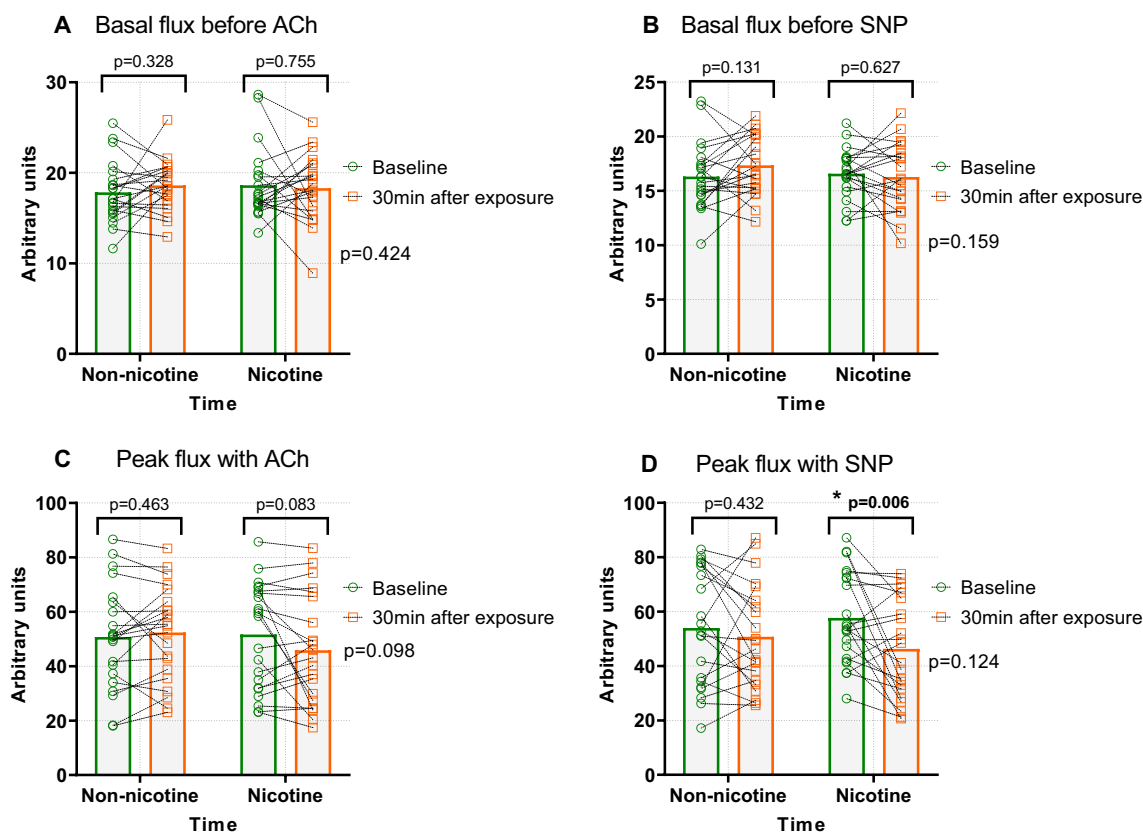 A Basal flux before ACh
p=0.328
p=0.755
30
20
10
0
Arbitrary units
Baseline
30min after exposure
p=0.424
Non-nicotine
Nicotine
Time
B Basal flux before SNP
p=0.131
p=0.627
25
20
15
10
5
0
Arbitrary units
Baseline
30min after exposure
p=0.159
Non-nicotine
Nicotine
Time
C Peak flux with ACh
p=0.463
p=0.083
100
80
60
40
20
0
Arbitrary units
Baseline
30min after exposure
p=0.098
Non-nicotine
Nicotine
Time
D Peak flux with SNP
p=0.432
* p=0.006
100
80
60
40
20
0
Arbitrary units
Baseline
30min after exposure
p=0.124
Non-nicotine
Nicotine
Time